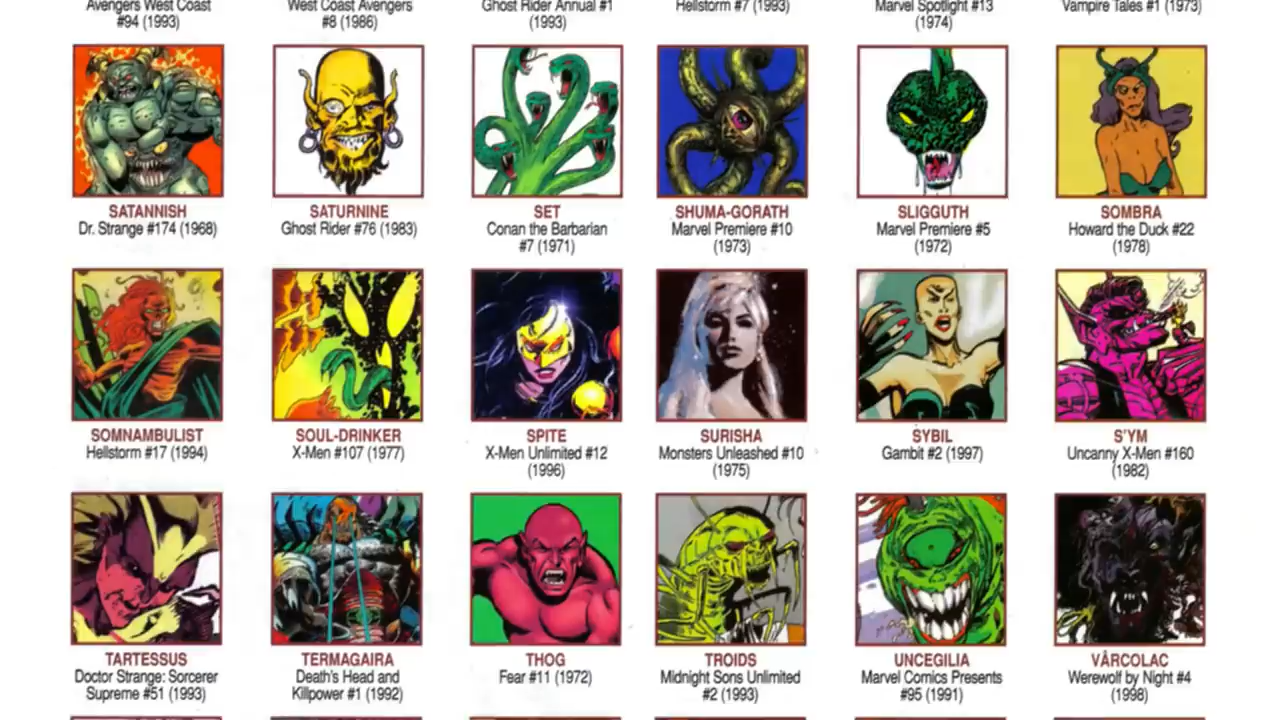 Avengers West Coast
#94 (1993)
West Coast Avengers
#8 (1986)
Ghost Rider Annual #1
(1993)
Hellstorm #7 (1993)
Marvel Spotlight #13
(1974)
Vampire Tales #1 (1973)
SATANNISH
Dr. Strange #174 (1968)
SATURNINE
Ghost Rider #76 (1983)
SET
Conan the Barbarian
#7 (1971)
SHUMA-GORATH
Marvel Premiere #10
(1973)
SLIGGUTH
Marvel Premiere #5
(1972)
SOMBRA
Howard the Duck #22
(1978)
SOMNAMBULIST
Hellstorm #17 (1994)
SOUL-DRINKER
X-Men #107 (1977)
SPITE
X-Men Unlimited #12
(1996)
SURISHA
Monsters Unleashed #10
(1975)
SYBIL
Gambit #2 (1997)
S'YM
Uncanny X-Men #160
(1982)
TARTESSUS
Doctor Strange: Sorcerer
Supreme #51 (1993)
TERMAGAIRA
Death's Head and
Killpower #1 (1992)
THOG
Fear #11 (1972)
TROIDS
Midnight Sons Unlimited
#2 (1993)
UNCEGILIA
Marvel Comics Presents
#95 (1991)
VÂRCOLAC
Werewolf by Night #4
(1998)